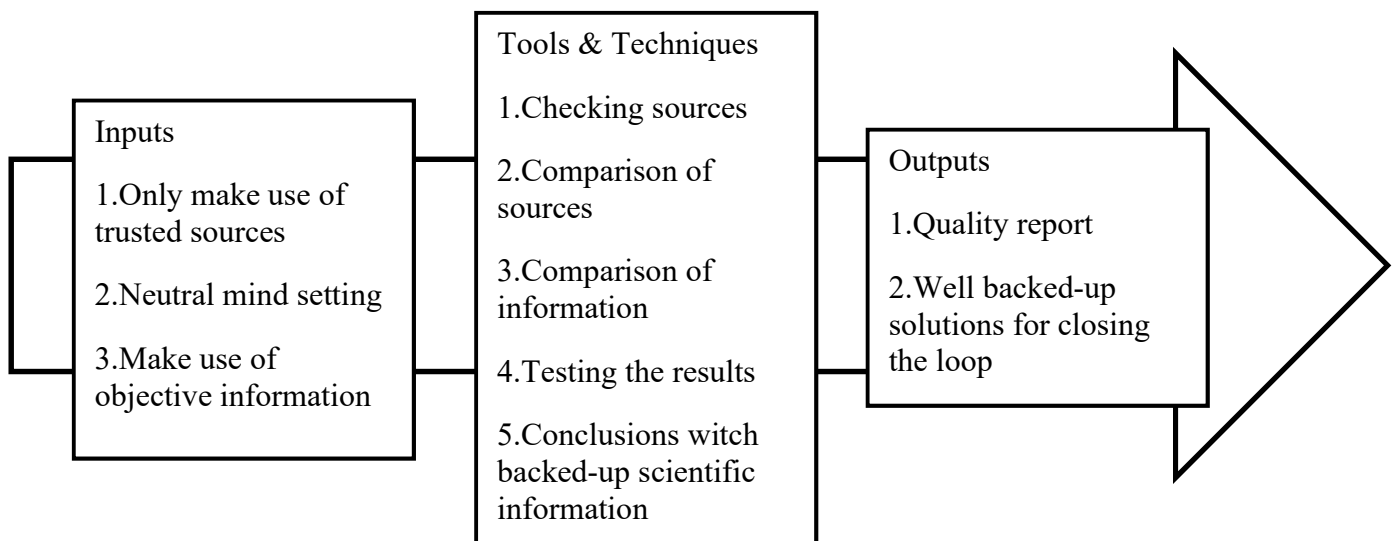 Inputs
1.Only make use of
trusted sources
2.Neutral mind setting
3.Make use of
objective information
Tools & Techniques
1.Checking sources
2.Comparison of
sources
3.Comparison of
information
4.Testing the results
5.Conclusions witch
backed-up scientific
information
Outputs
1.Quality report
2.Well backed-up
solutions for closing
the loop